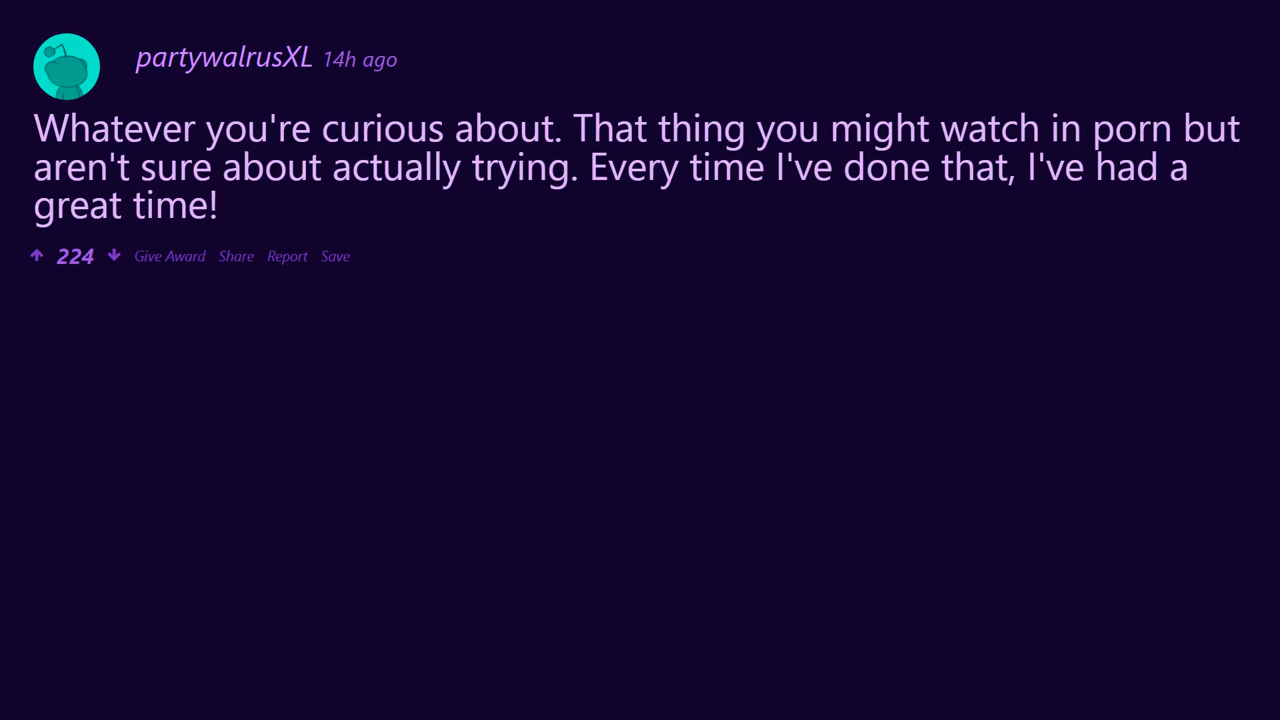 partywalrusXL 14h ago
Whatever you're curious about. That thing you might watch in porn but
aren't sure about actually trying. Every time I've done that, I've had a
great time!
224 Give Award Share Report Save